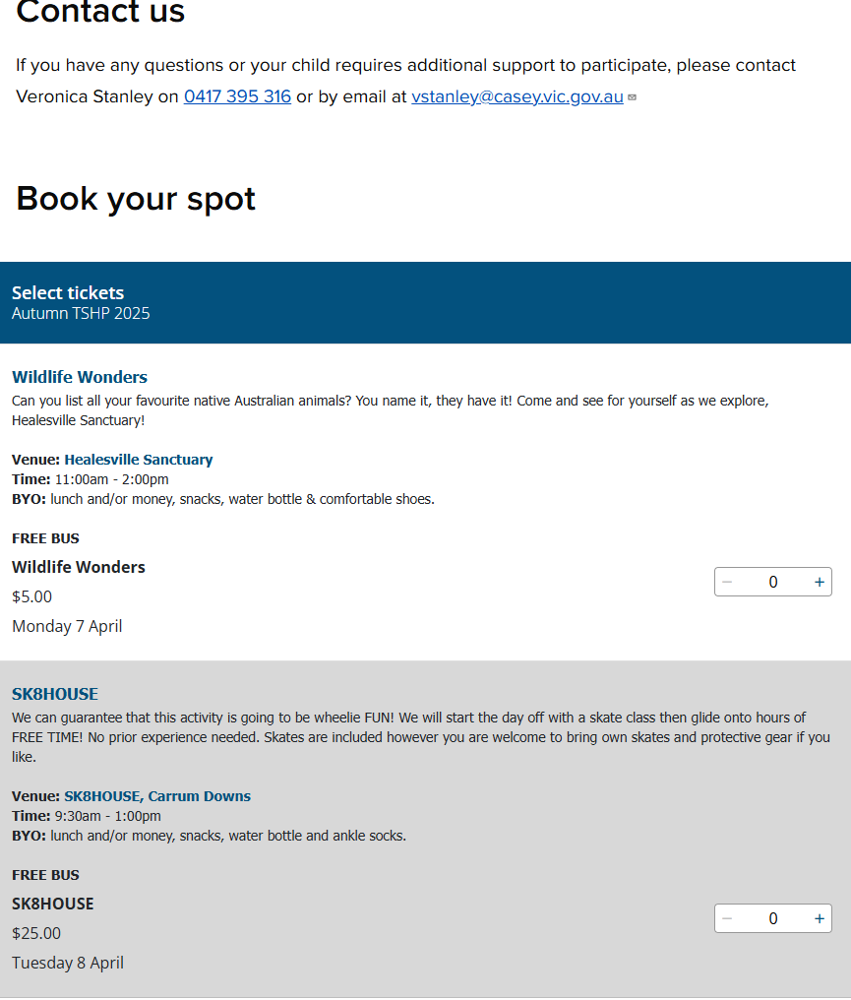 Contact us
If you have any questions or your child requires additional support to participate, please contact
Veronica Stanley on 0417 395 316 or by email at vstanley@casey.vic.gov.au
Book your spot
Select tickets
Autumn TSHP 2025
Wildlife Wonders
Can you list all your favourite native Australian animals? You name it, they have it! Come and see for yourself as we explore,
Healesville Sanctuary!
Venue: Healesville Sanctuary
Time: 11:00am - 2:00pm
BYO: lunch and/or money, snacks, water bottle & comfortable shoes.
FREE BUS
Wildlife Wonders
− 0 +
$5.00
Monday 7 April
SK8HOUSE
We can guarantee that this activity is going to be wheelie FUN! We will start the day off with a skate class then glide onto hours of
FREE TIME! No prior experience needed. Skates are included however you are welcome to bring own skates and protective gear if you
like.
Venue: SK8HOUSE, Carrum Downs
Time: 9:30am - 1:00pm
BYO: lunch and/or money, snacks, water bottle and ankle socks.
FREE BUS
SK8HOUSE
− 0 +
$25.00
Tuesday 8 April